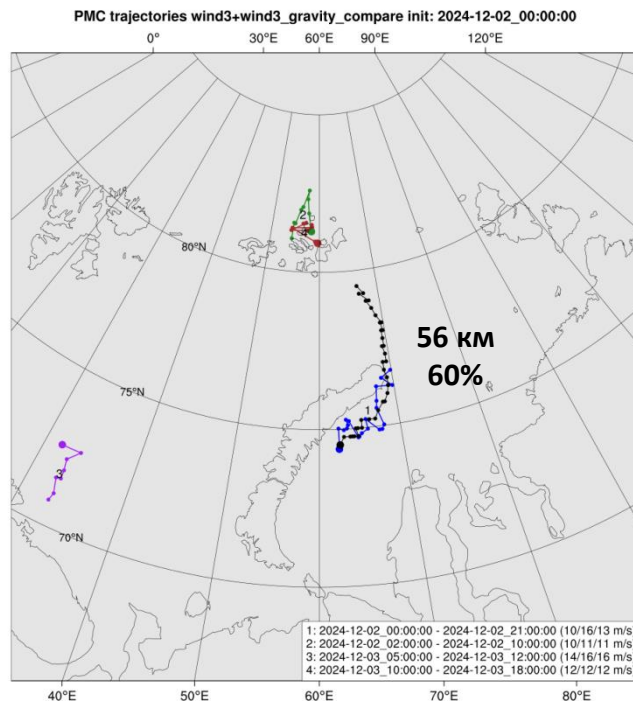 PMC trajectories wind3+wind3_gravity_compare init: 2024-12-02_00:00:00
0° 30°E 60°E 90°E 120°E
2
4
80°N
56 км
60%
75°N
1
3
70°N
1: 2024-12-02_00:00:00 - 2024-12-02_21:00:00 (10/16/13 m/s
2: 2024-12-02_02:00:00 - 2024-12-02_10:00:00 (10/11/11 m/s
3: 2024-12-03_05:00:00 - 2024-12-03_12:00:00 (14/16/16 m/s
4: 2024-12-03_10:00:00 - 2024-12-03_18:00:00 (12/12/12 m/s
40°E 50°E 60°E 70°E 80°E